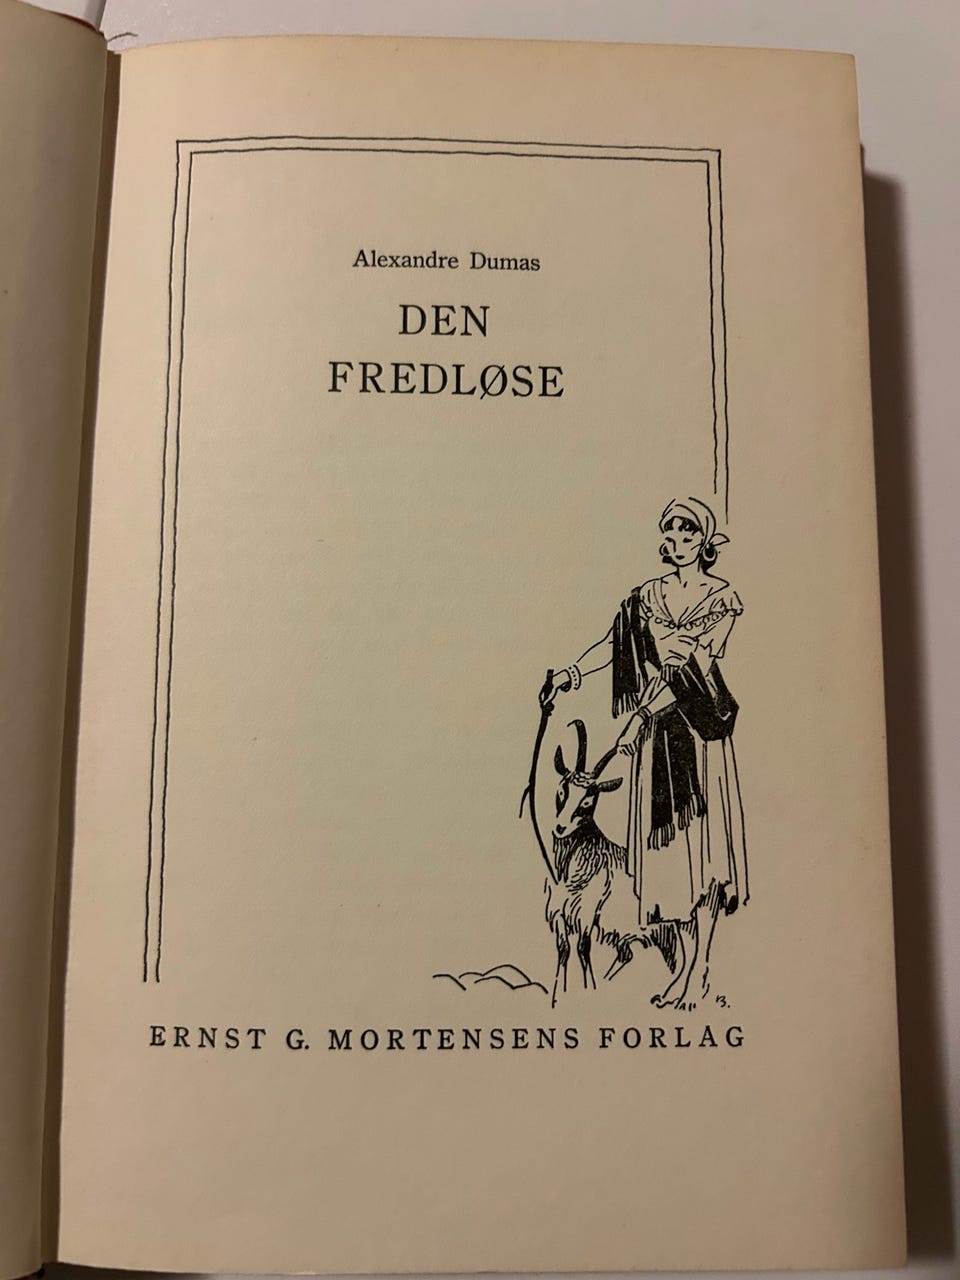 Alexandre Dumas
DEN
FREDLØSE
ERNST G. MORTENSENS FORLAG